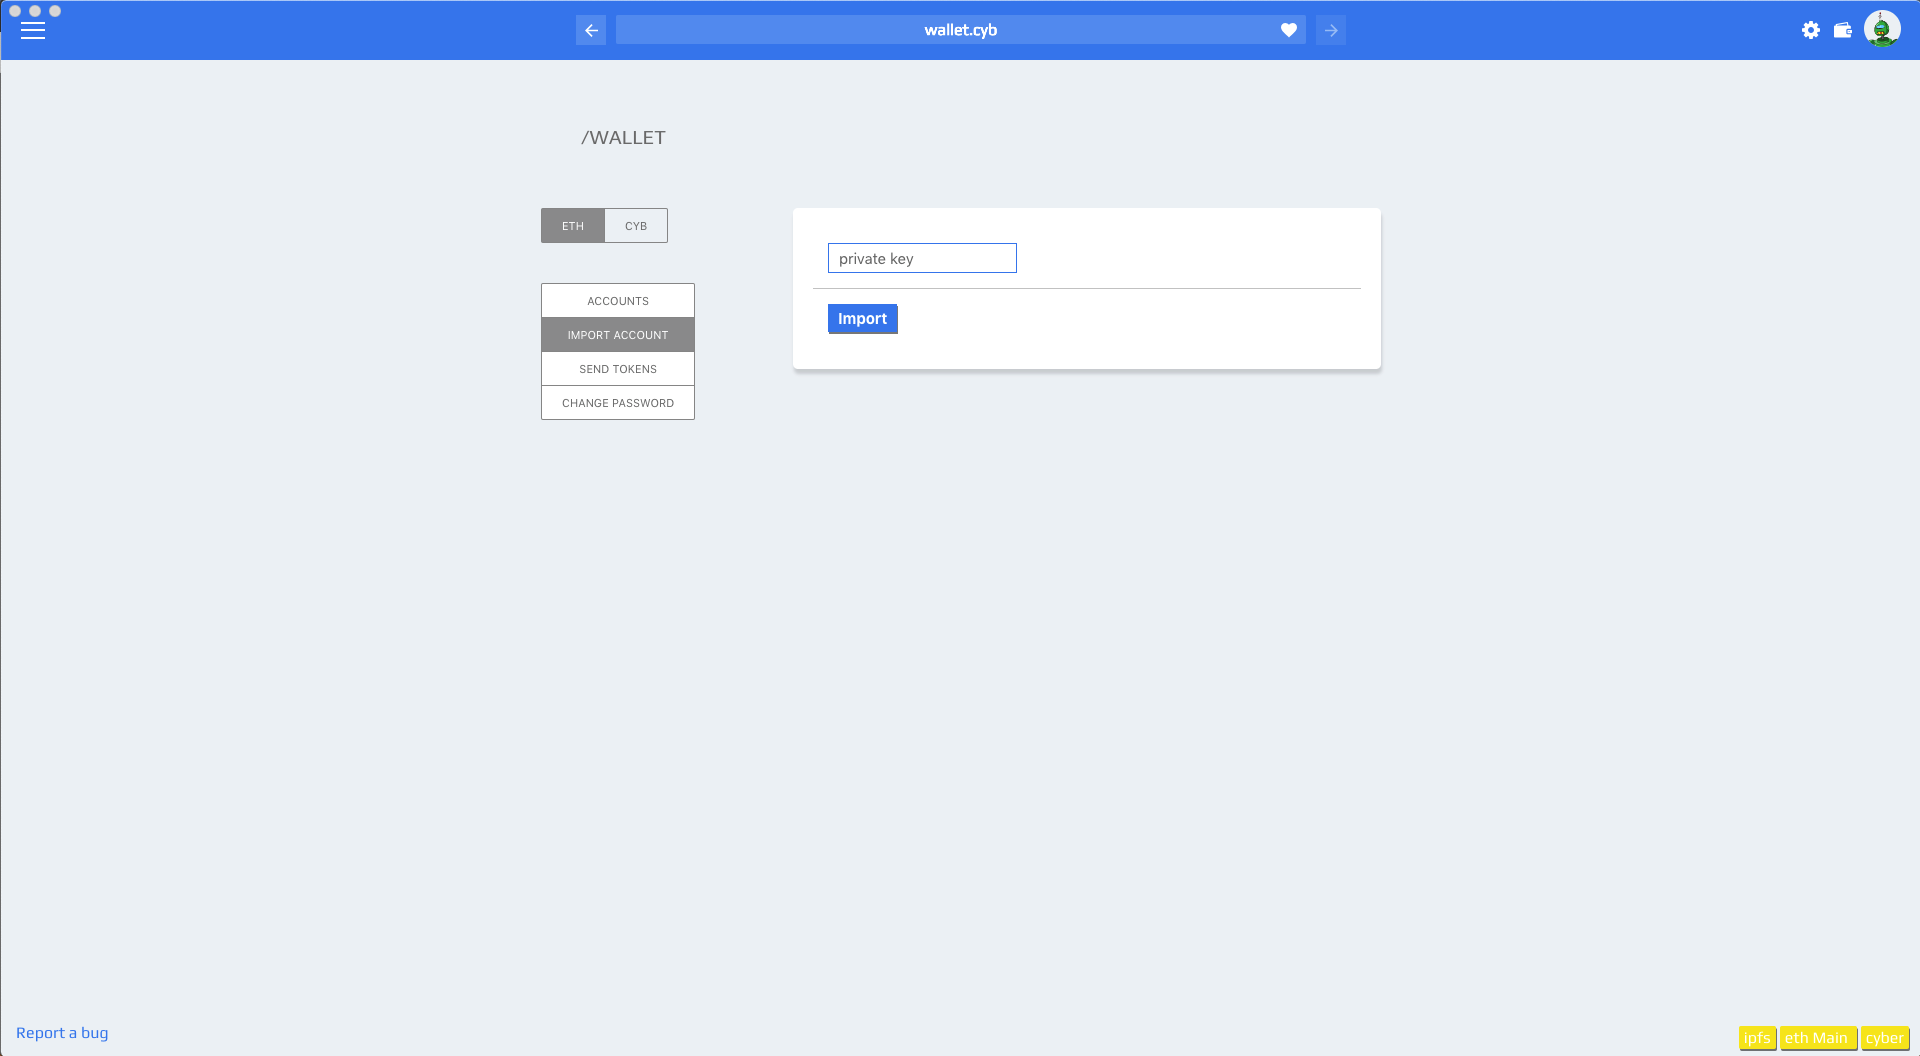 wallet.cyb
/WALLET
ETH CYB
private key
Import
ACCOUNTS
IMPORT ACCOUNT
SEND TOKENS
CHANGE PASSWORD
Report a bug
ipfs eth Main cyber